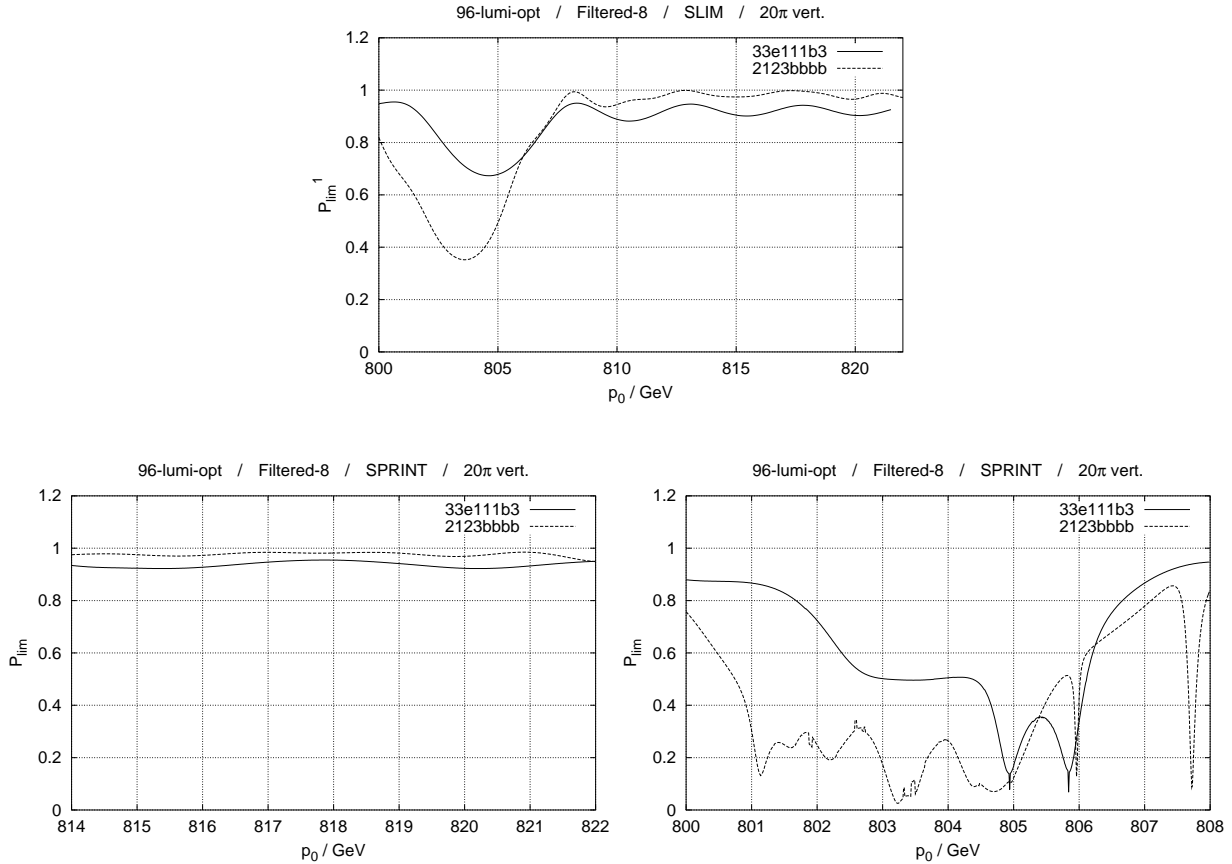 96-lumi-opt / Filtered-8 / SLIM / 20π vert.
1.2
33e111b3
2123bbbb
1
0.8
0.6
0.4
0.2
0
P_lim^1
800 805 810 815 820
p_0 / GeV
96-lumi-opt / Filtered-8 / SPRINT / 20π vert.
1.2
33e111b3
2123bbbb
1
0.8
0.6
0.4
0.2
0
P_lim
814 815 816 817 818 819 820 821 822
p_0 / GeV
96-lumi-opt / Filtered-8 / SPRINT / 20π vert.
1.2
33e111b3
2123bbbb
1
0.8
0.6
0.4
0.2
0
P_lim
800 801 802 803 804 805 806 807 808
p_0 / GeV